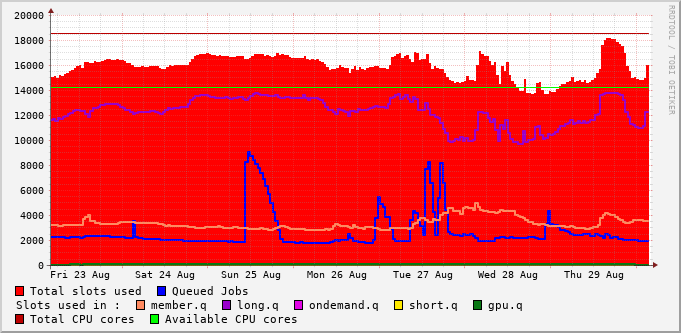 20000
18000
16000
14000
12000
10000
8000
6000
4000
2000
0
Fri 23 Aug Sat 24 Aug Sun 25 Aug Mon 26 Aug Tue 27 Aug Wed 28 Aug Thu 29 Aug
RRDTOOL / TOBI OETIKER
Total slots used Queued Jobs
Slots used in : member.q long.q ondemand.q short.q gpu.q
Total CPU cores Available CPU cores